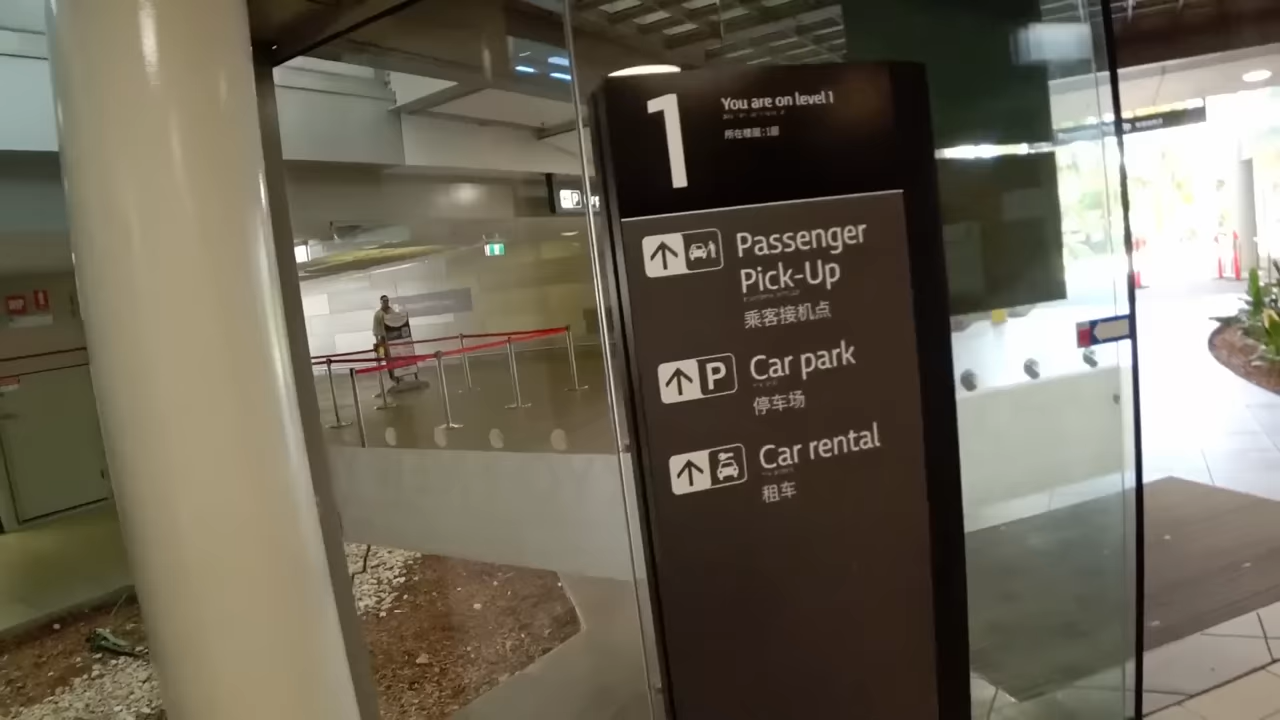 1
You are on level 1
所在楼层:1层
Passenger
Pick-Up
乘客接机点
P
Car park
停车场
Car rental
租车
P